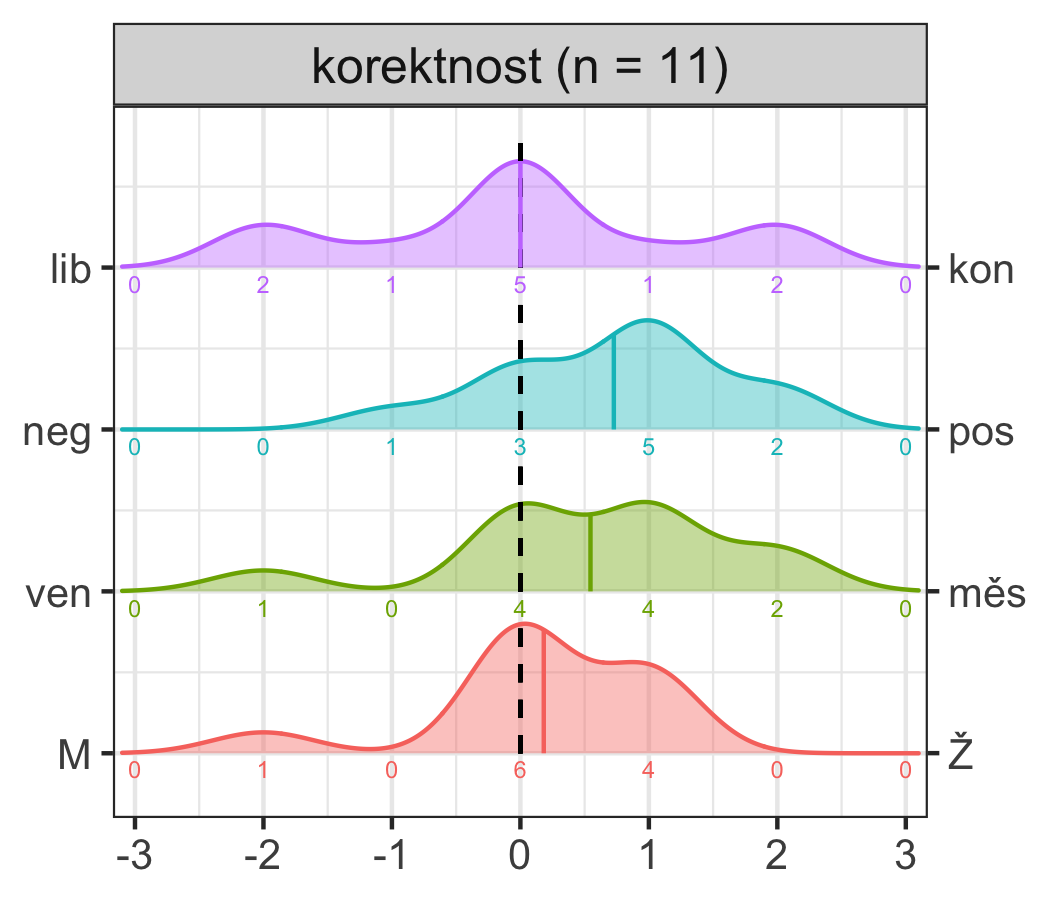 korektnost (n = 11)
lib kon
0 2 1 5 1 2 0
neg pos
0 0 1 3 5 2 0
ven měs
0 1 0 4 4 2 0
M Ž
0 1 0 6 4 0 0
-3 -2 -1 0 1 2 3